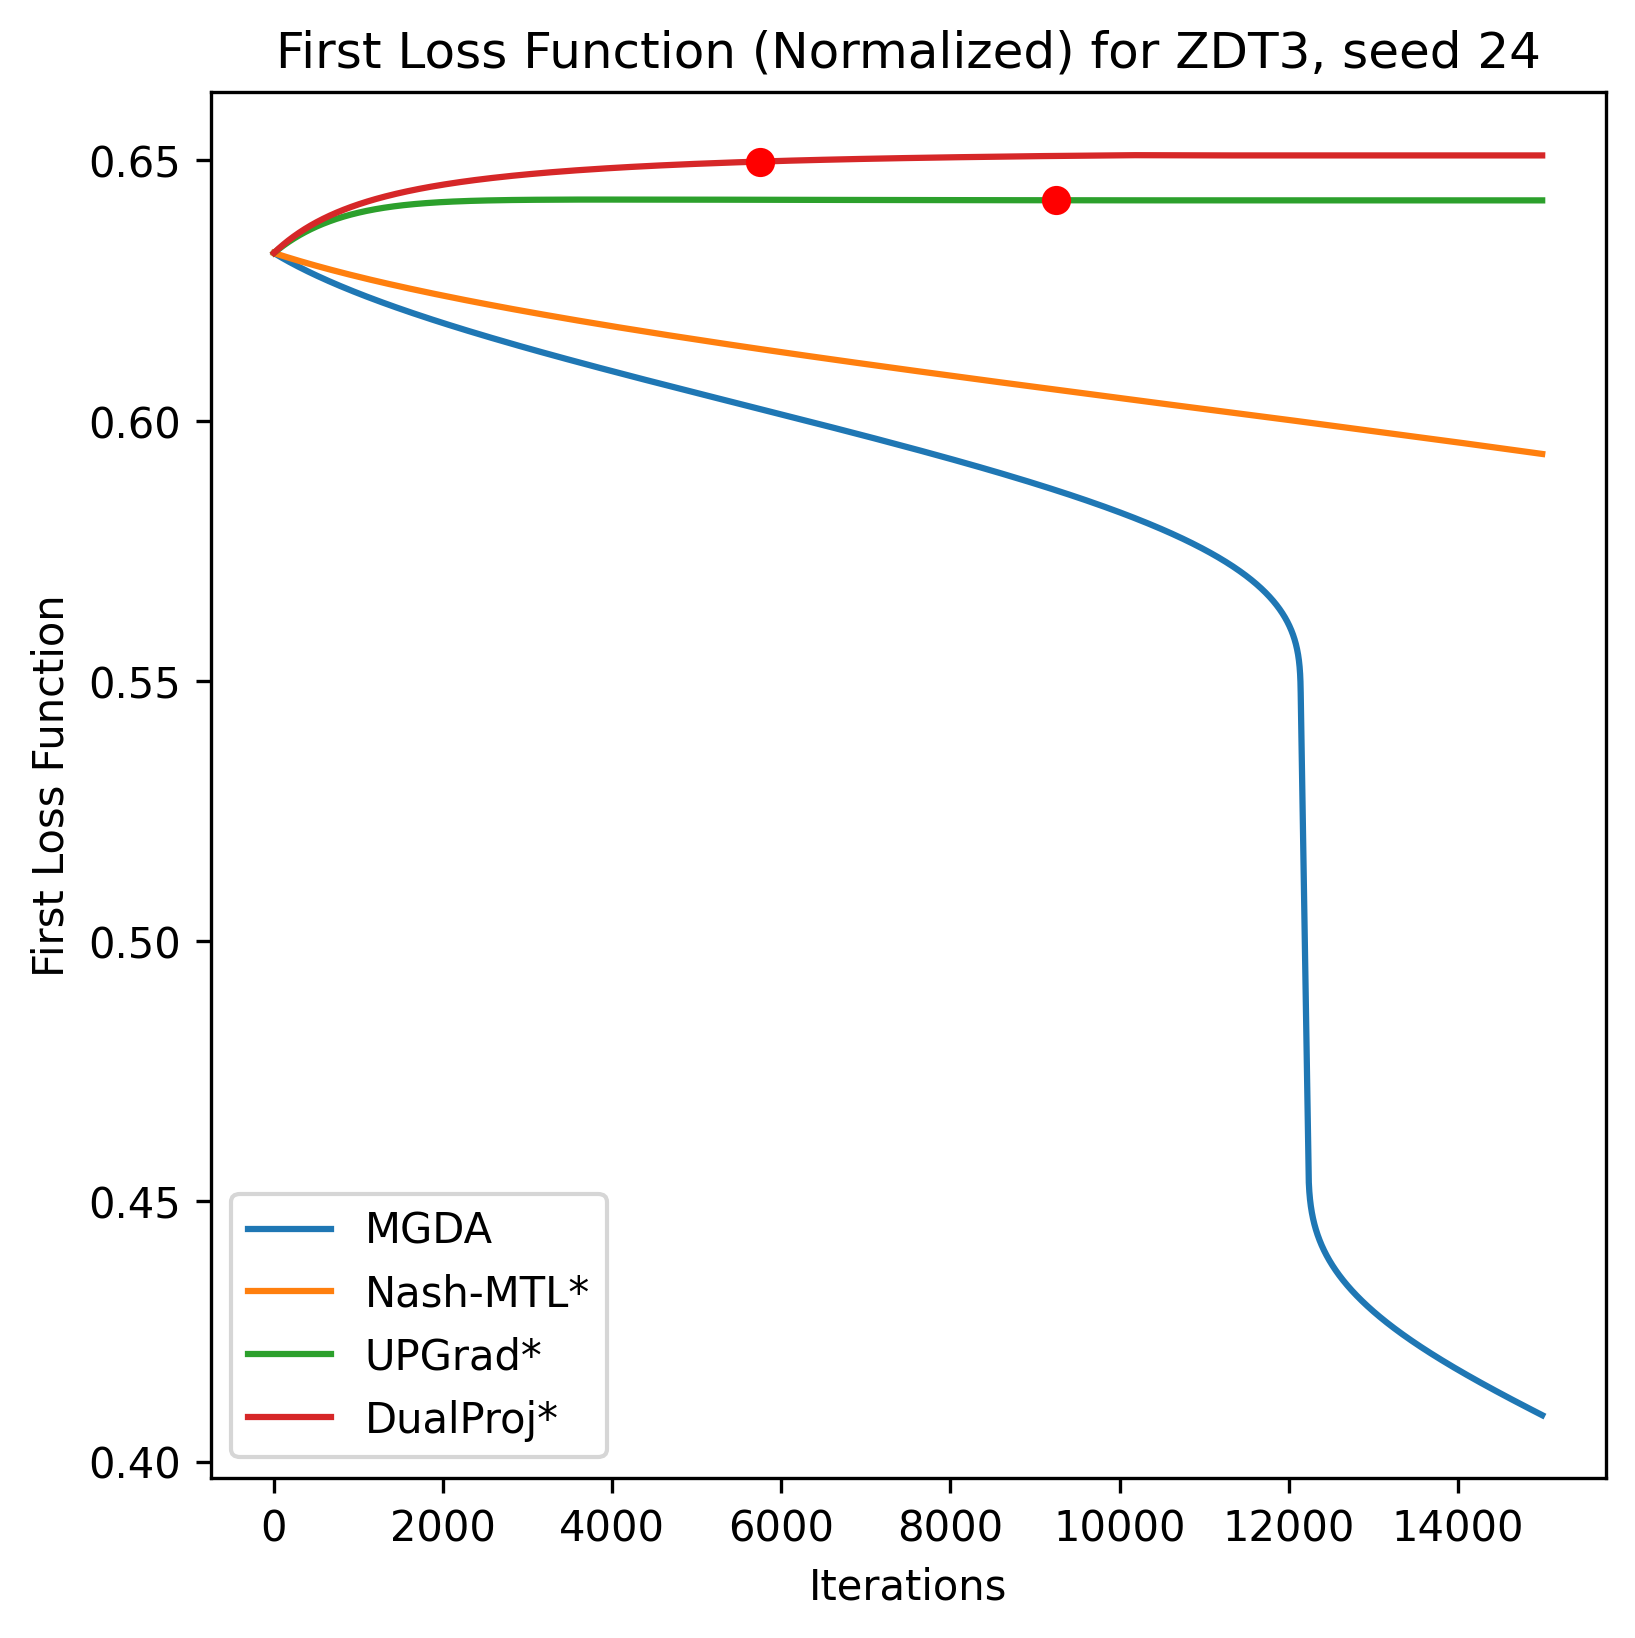 First Loss Function (Normalized) for ZDT3, seed 24
0.65
0.60
0.55
0.50
0.45
0.40
First Loss Function
MGDA
Nash-MTL*
UPGrad*
DualProj*
0 2000 4000 6000 8000 10000 12000 14000
Iterations